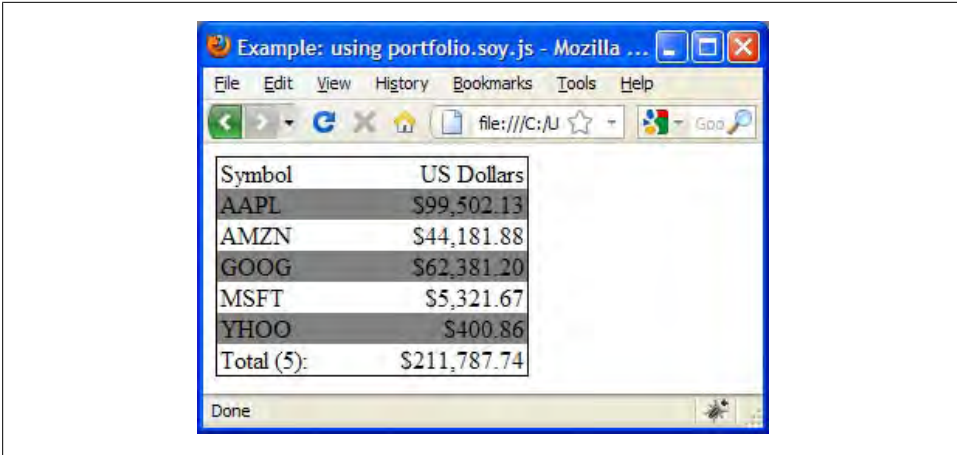 Example: using portfolio.soy.js - Mozilla ...
File Edit View History Bookmarks Tools Help
file:///C:/U Goo
Symbol US Dollars
AAPL $99,502.13
AMZN $44,181.88
GOOG $62,381.20
MSFT $5,321.67
YHOO $400.86
Total (5): $211,787.74
Done